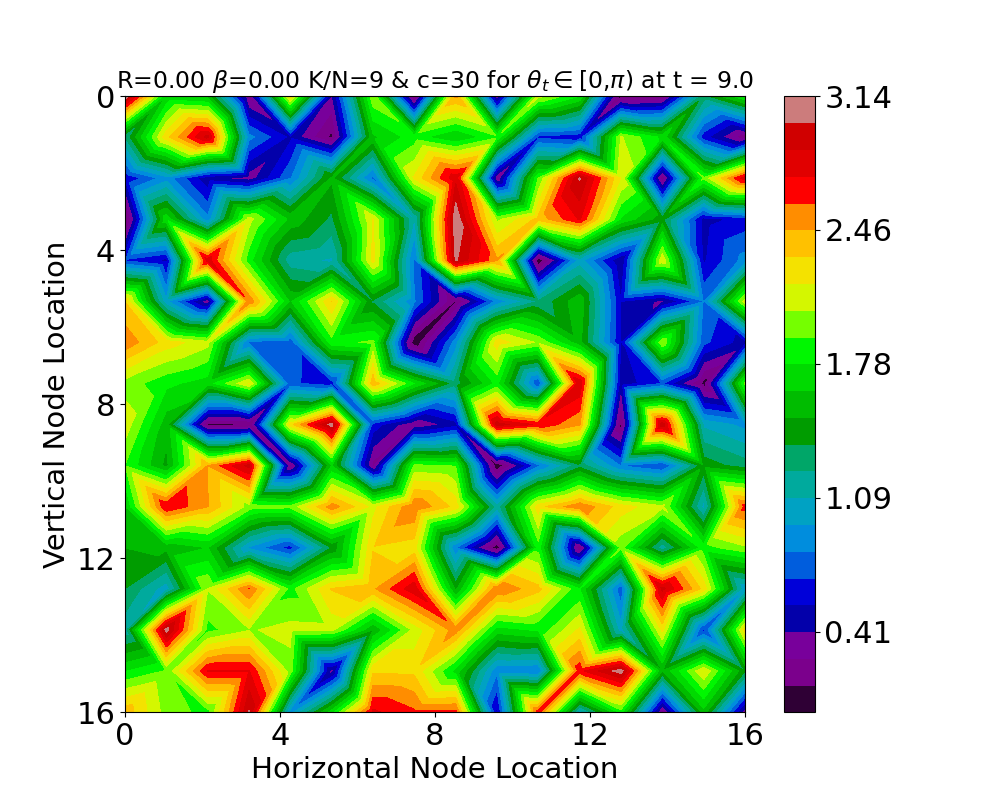 R=0.00 β=0.00 K/N=9 & c=30 for θₜ∈[0,π) at t = 9.0
0
4
8
12
16
Vertical Node Location
0 4 8 12 16
Horizontal Node Location
3.14
2.46
1.78
1.09
0.41